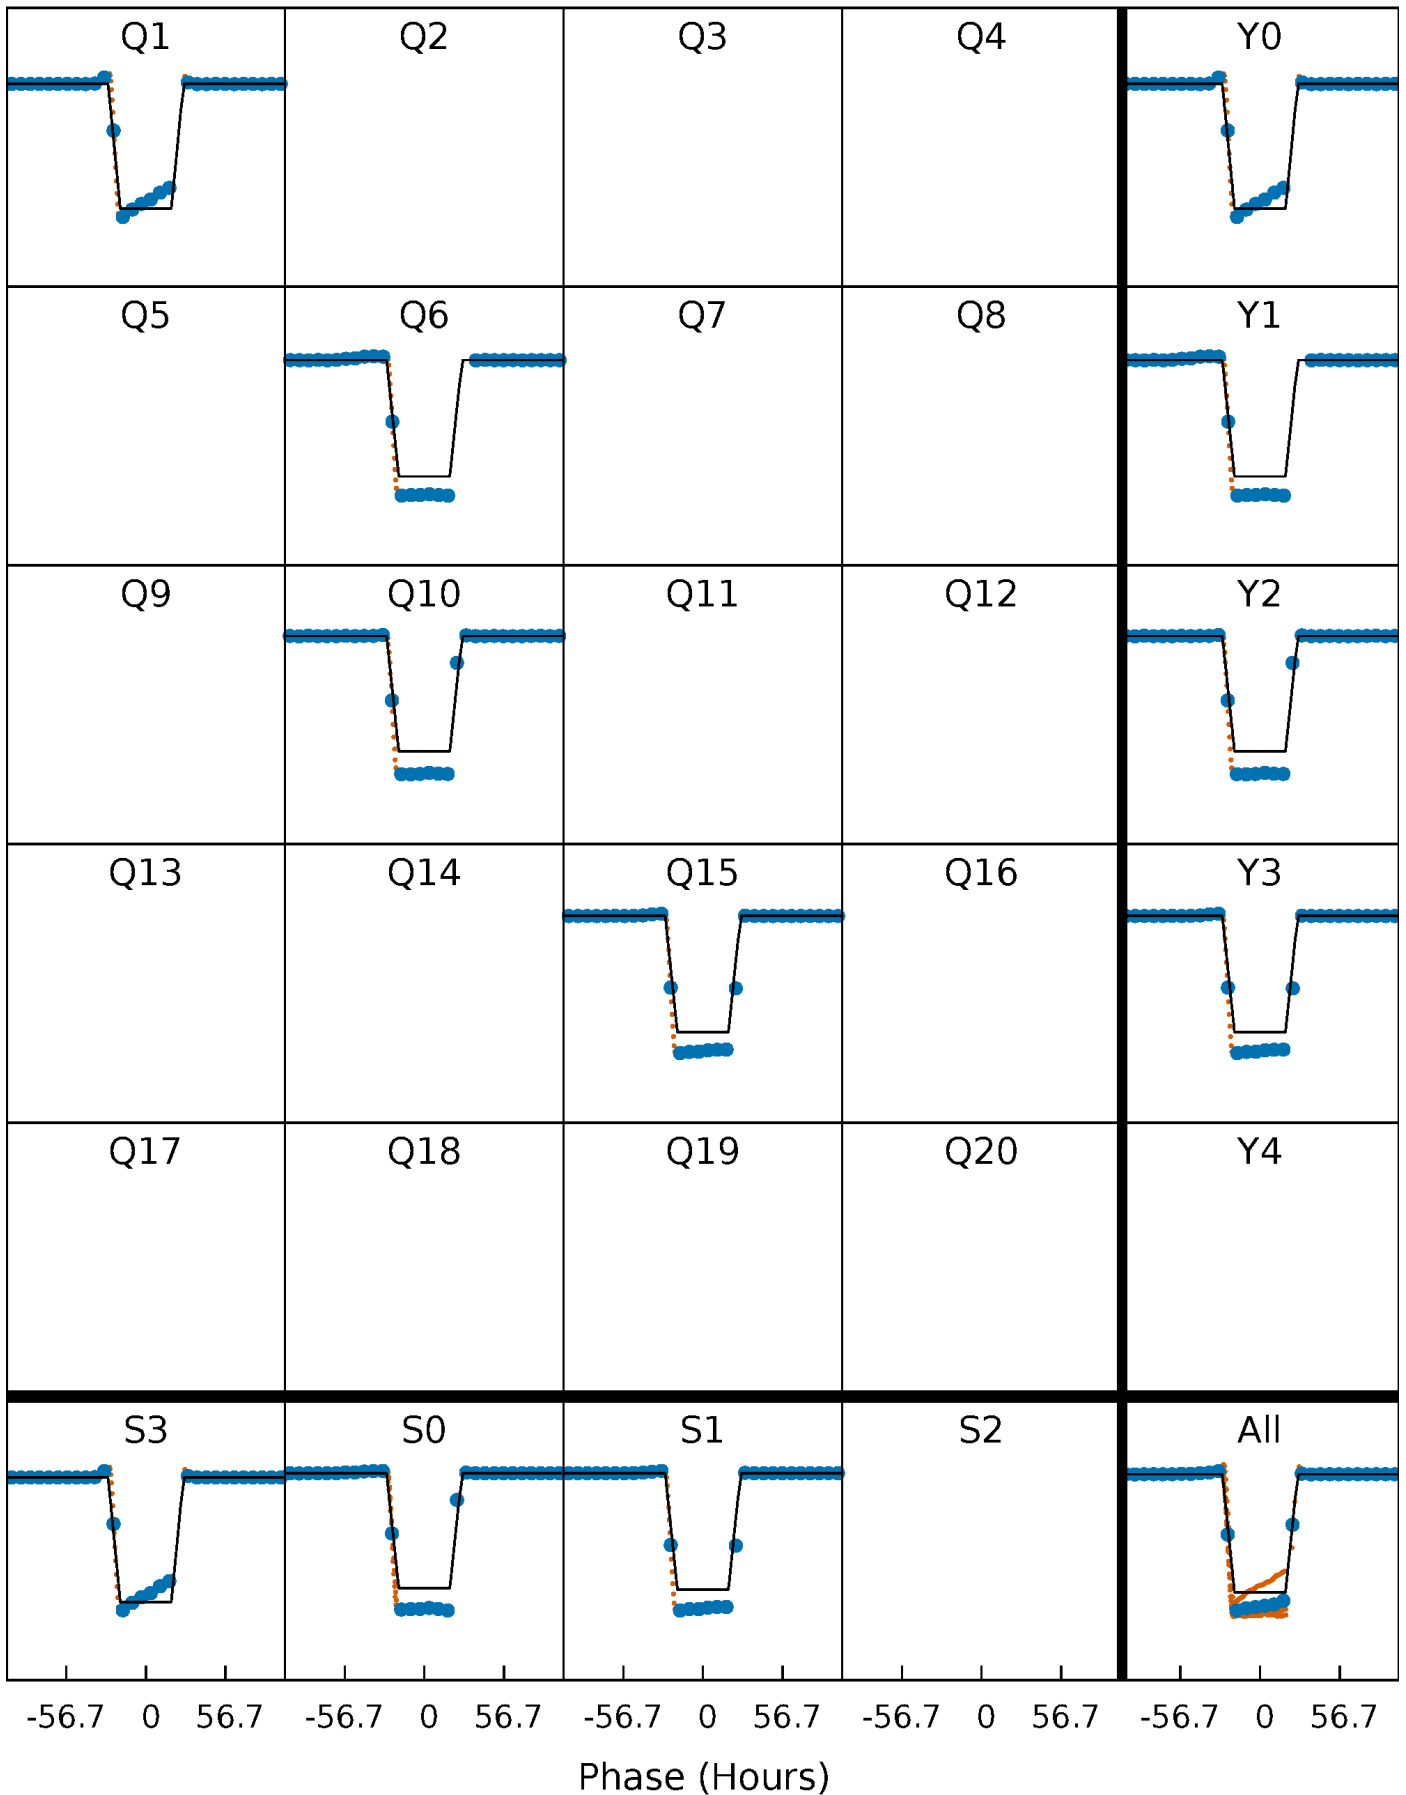 Q1 Q2 Q3 Q4 Y0
Q5 Q6 Q7 Q8 Y1
Q9 Q10 Q11 Q12 Y2
Q13 Q14 Q15 Q16 Y3
Q17 Q18 Q19 Q20 Y4
S3 S0 S1 S2 All
-56.7 0 56.7 -56.7 0 56.7 -56.7 0 56.7 -56.7 0 56.7 -56.7 0 56.7
Phase (Hours)